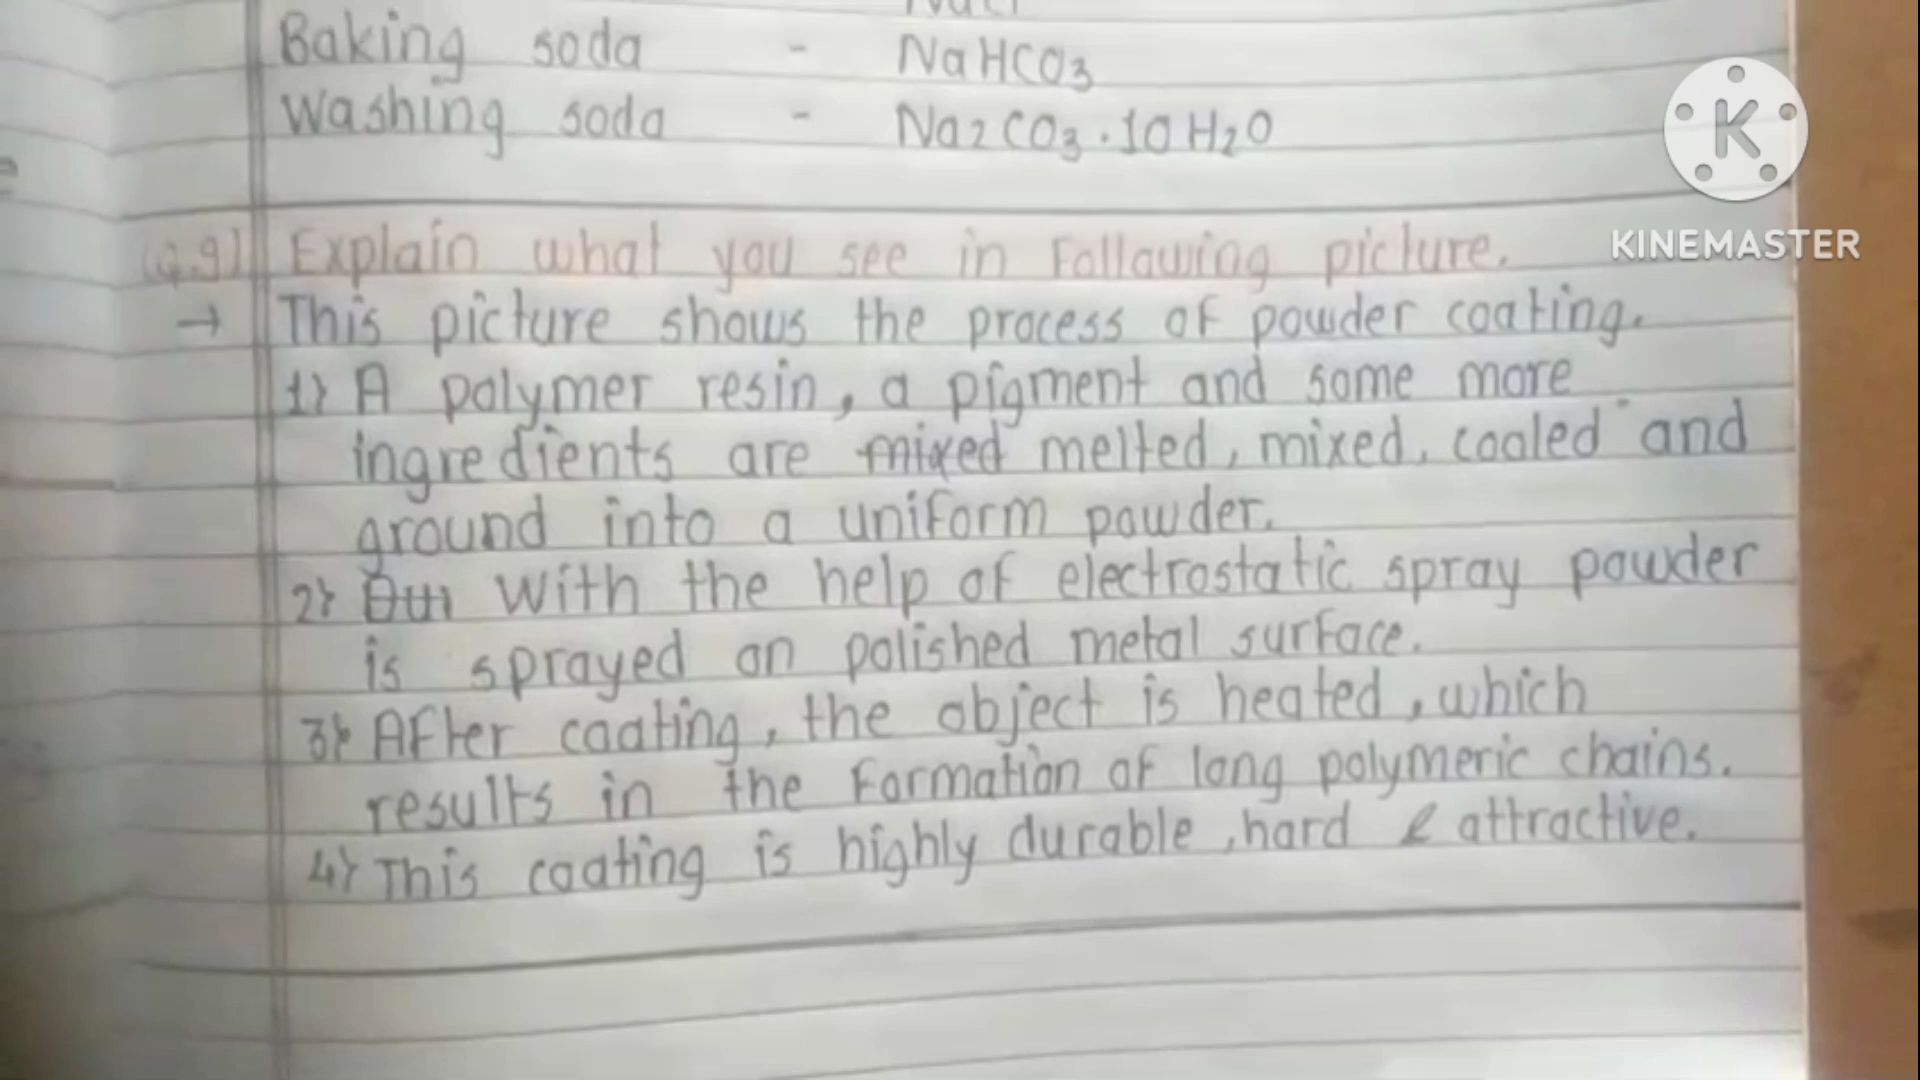 Baking soda - NaHCO3
Washing soda - Na2CO3.10H2O
KINEMASTER
Q.9) Explain what you see in following picture.
→ This picture shows the process of powder coating.
1) A polymer resin, a pigment and some more
ingredients are mixed melted, mixed, cooled and
ground into a uniform powder.
2) With the help of electrostatic spray powder
is sprayed on polished metal surface.
3) After coating, the object is heated, which
results in the formation of long polymeric chains.
4) This coating is highly durable, hard & attractive.